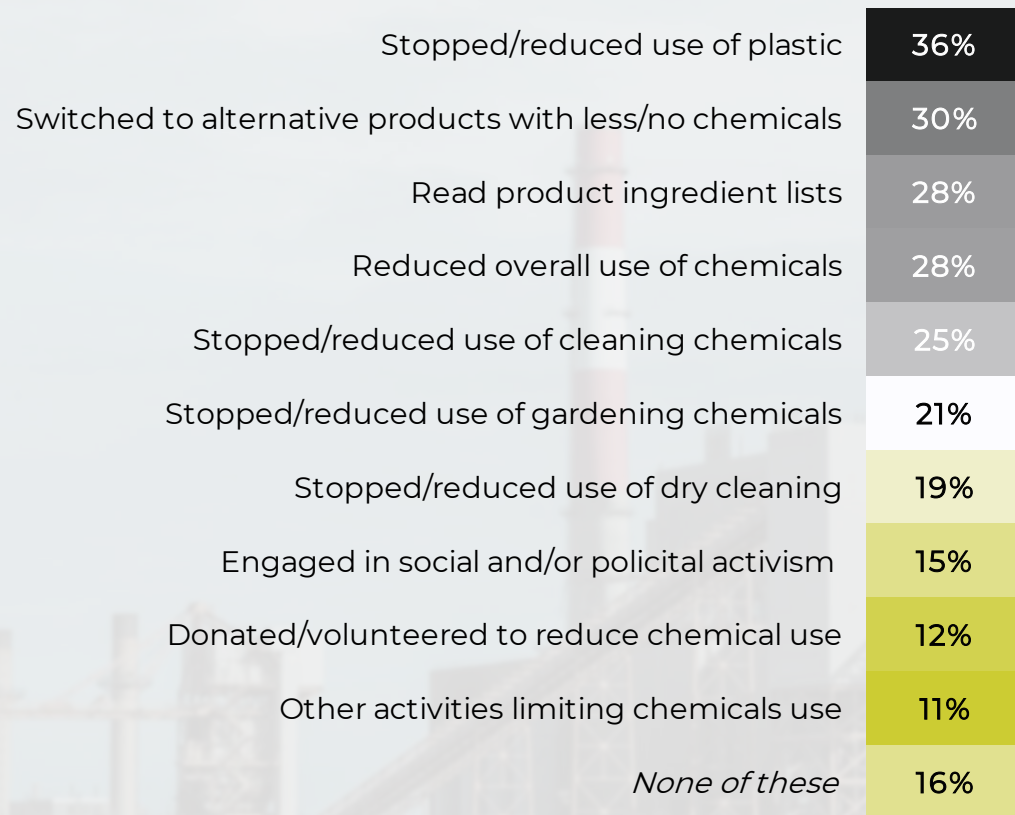 Stopped/reduced use of plastic 36%
Switched to alternative products with less/no chemicals 30%
Read product ingredient lists 28%
Reduced overall use of chemicals 28%
Stopped/reduced use of cleaning chemicals 25%
Stopped/reduced use of gardening chemicals 21%
Stopped/reduced use of dry cleaning 19%
Engaged in social and/or policital activism 15%
Donated/volunteered to reduce chemical use 12%
Other activities limiting chemicals use 11%
None of these 16%